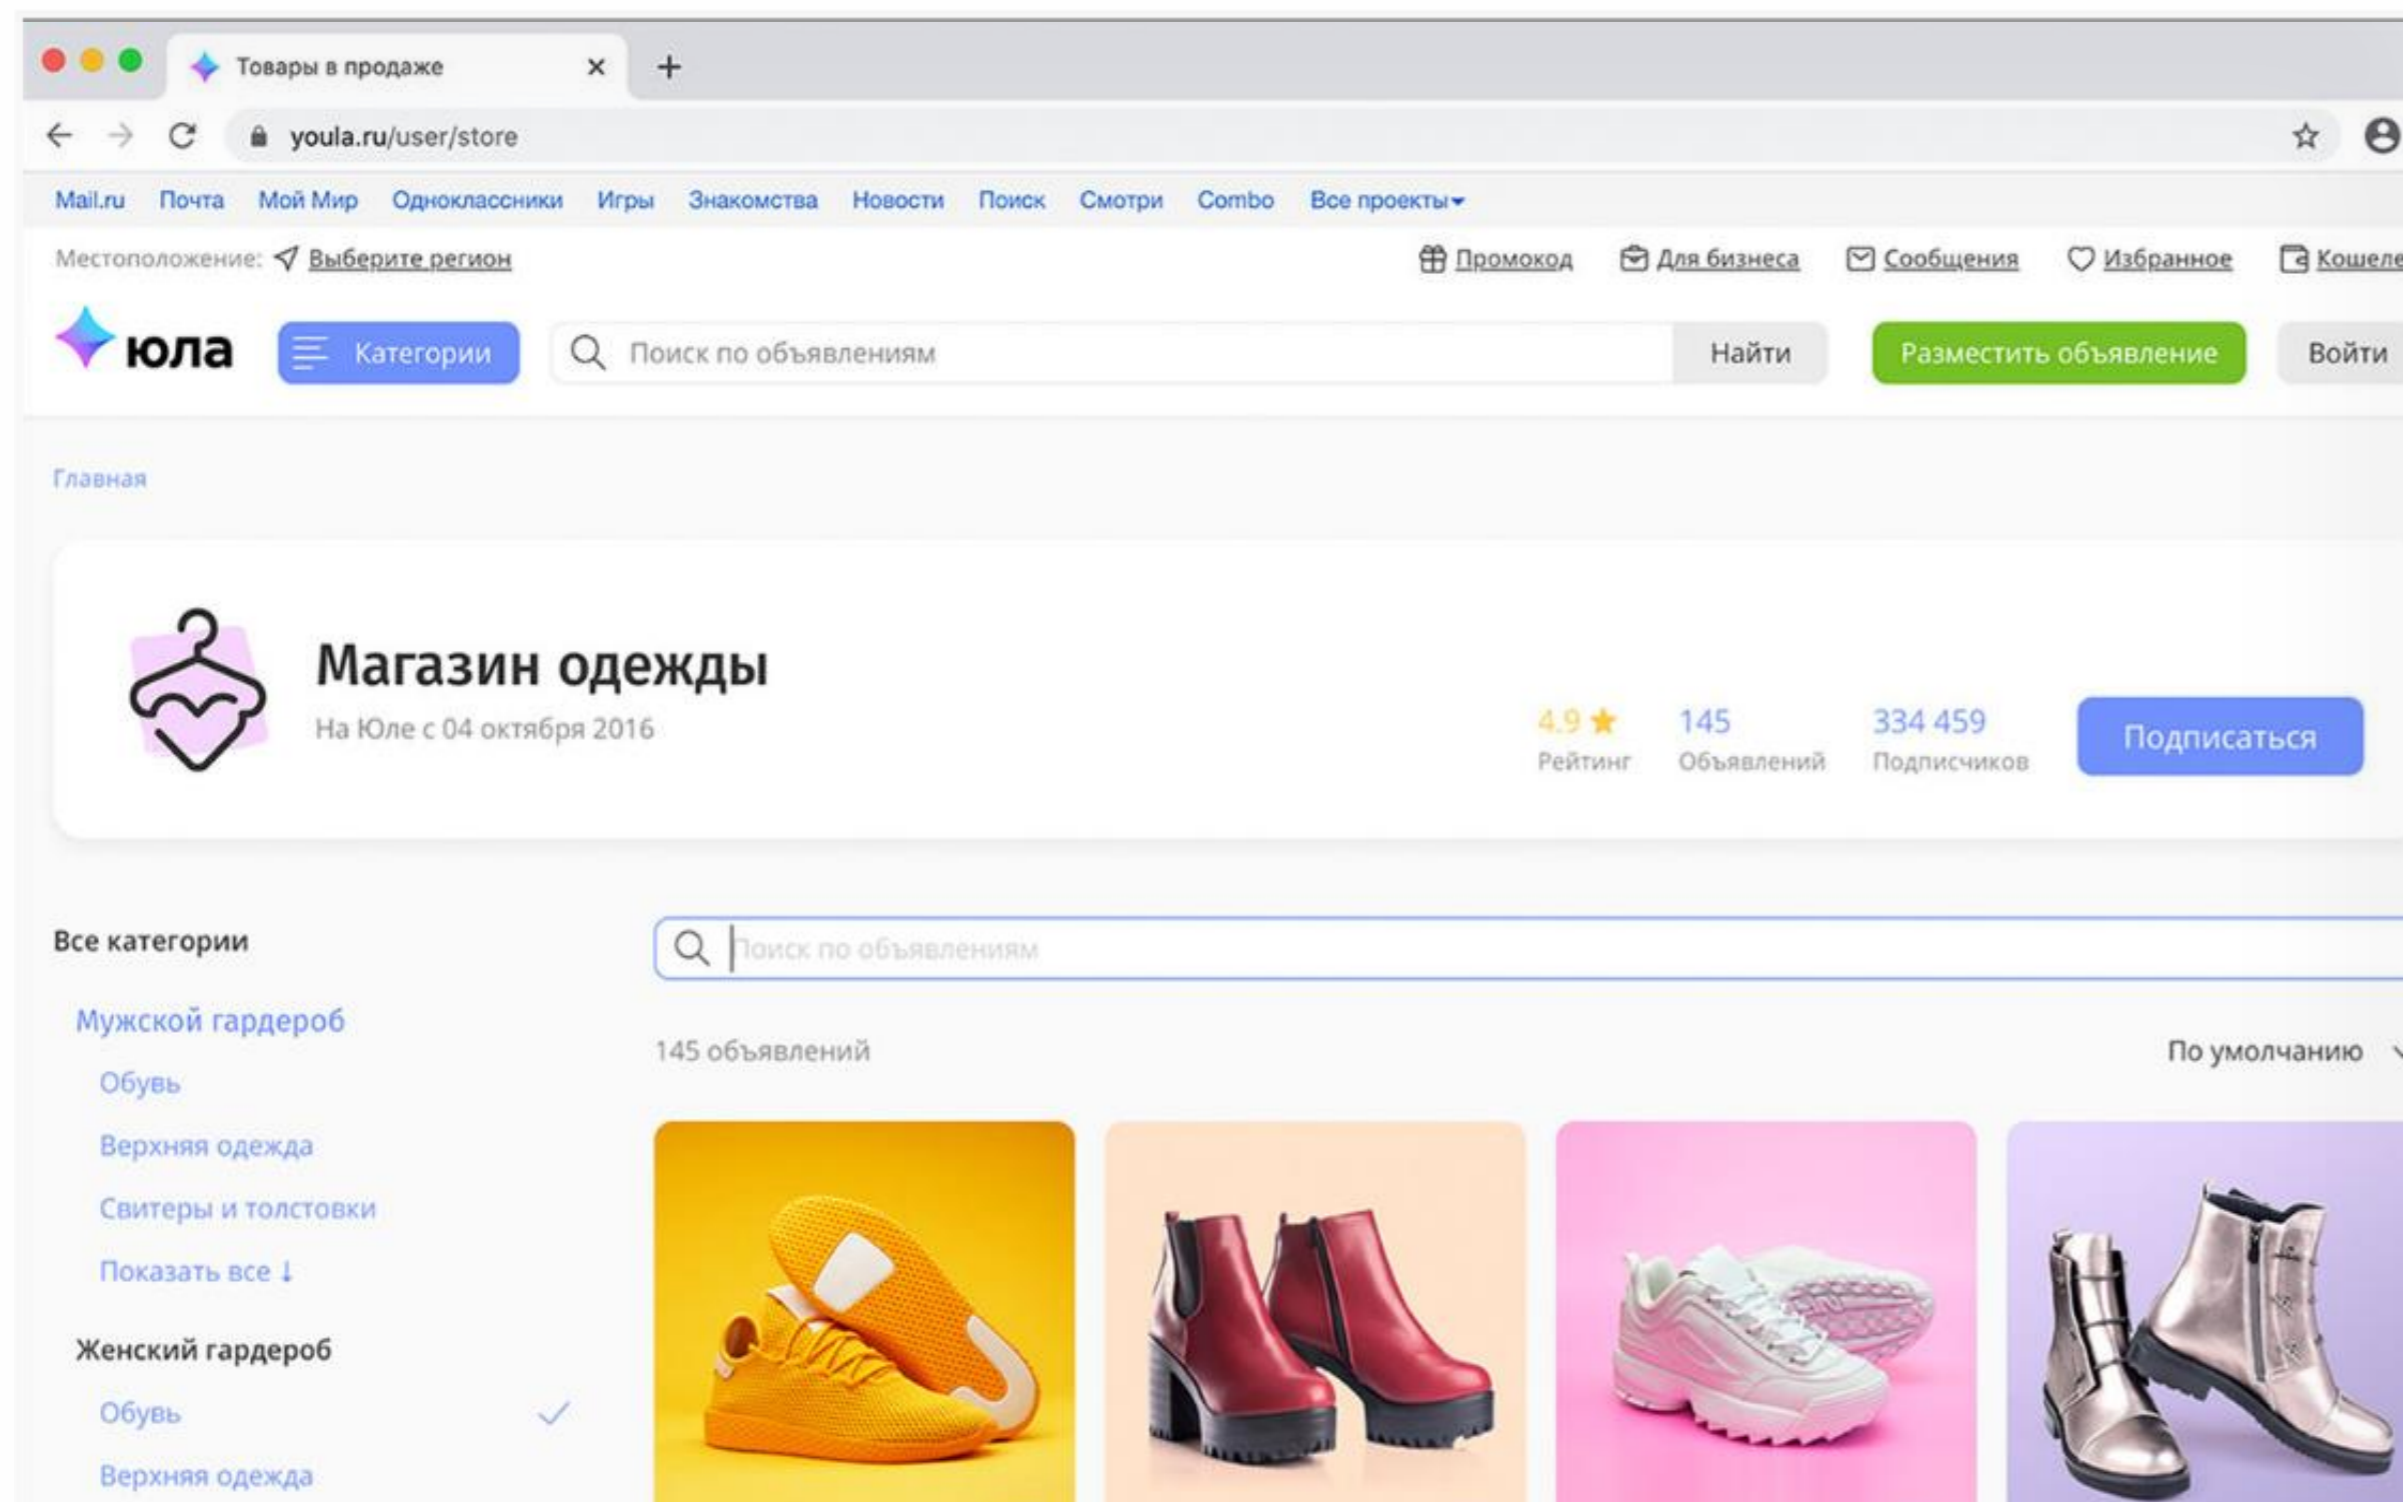 Товары в продаже
youla.ru/user/store
Mail.ru Почта Мой Мир Одноклассники Игры Знакомства Новости Поиск Смотри Combo Все проекты
Местоположение: Выберите регион Промокод Для бизнеса Сообщения Избранное Кошеле
юла Категории Поиск по объявлениям Найти Разместить объявление Войти
Главная
Магазин одежды
На Юле с 04 октября 2016
4.9 145 334 459 Подписаться
Рейтинг Объявлений Подписчиков
Все категории
Поиск по объявлениям
Мужской гардероб
145 объявлений По умолчанию
Обувь
Верхняя одежда
Свитеры и толстовки
Показать все ↓
Женский гардероб
Обувь
Верхняя одежда